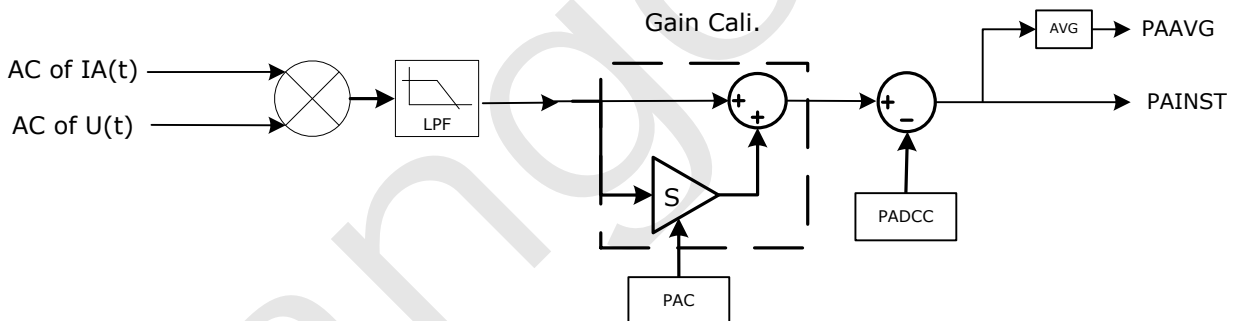 Gain Cali.
AVG
PAAVG
AC of IA(t)
+
+
+
-
PAINST
AC of U(t)
LPF
S
PADCC
PAC